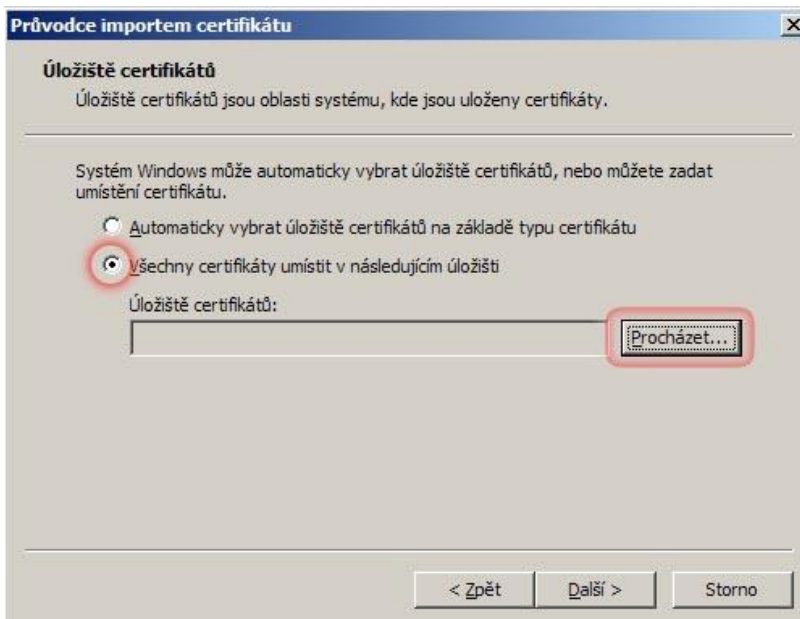 Průvodce importem certifikátu
Úložiště certifikátů
Úložiště certifikátů jsou oblasti systému, kde jsou uloženy certifikáty.
Systém Windows může automaticky vybrat úložiště certifikátů, nebo můžete zadat
umístění certifikátu.
Automaticky vybrat úložiště certifikátů na základě typu certifikátu
Všechny certifikáty umístit v následujícím úložišti
Úložiště certifikátů:
Procházet...
< Zpět
Další >
Storno